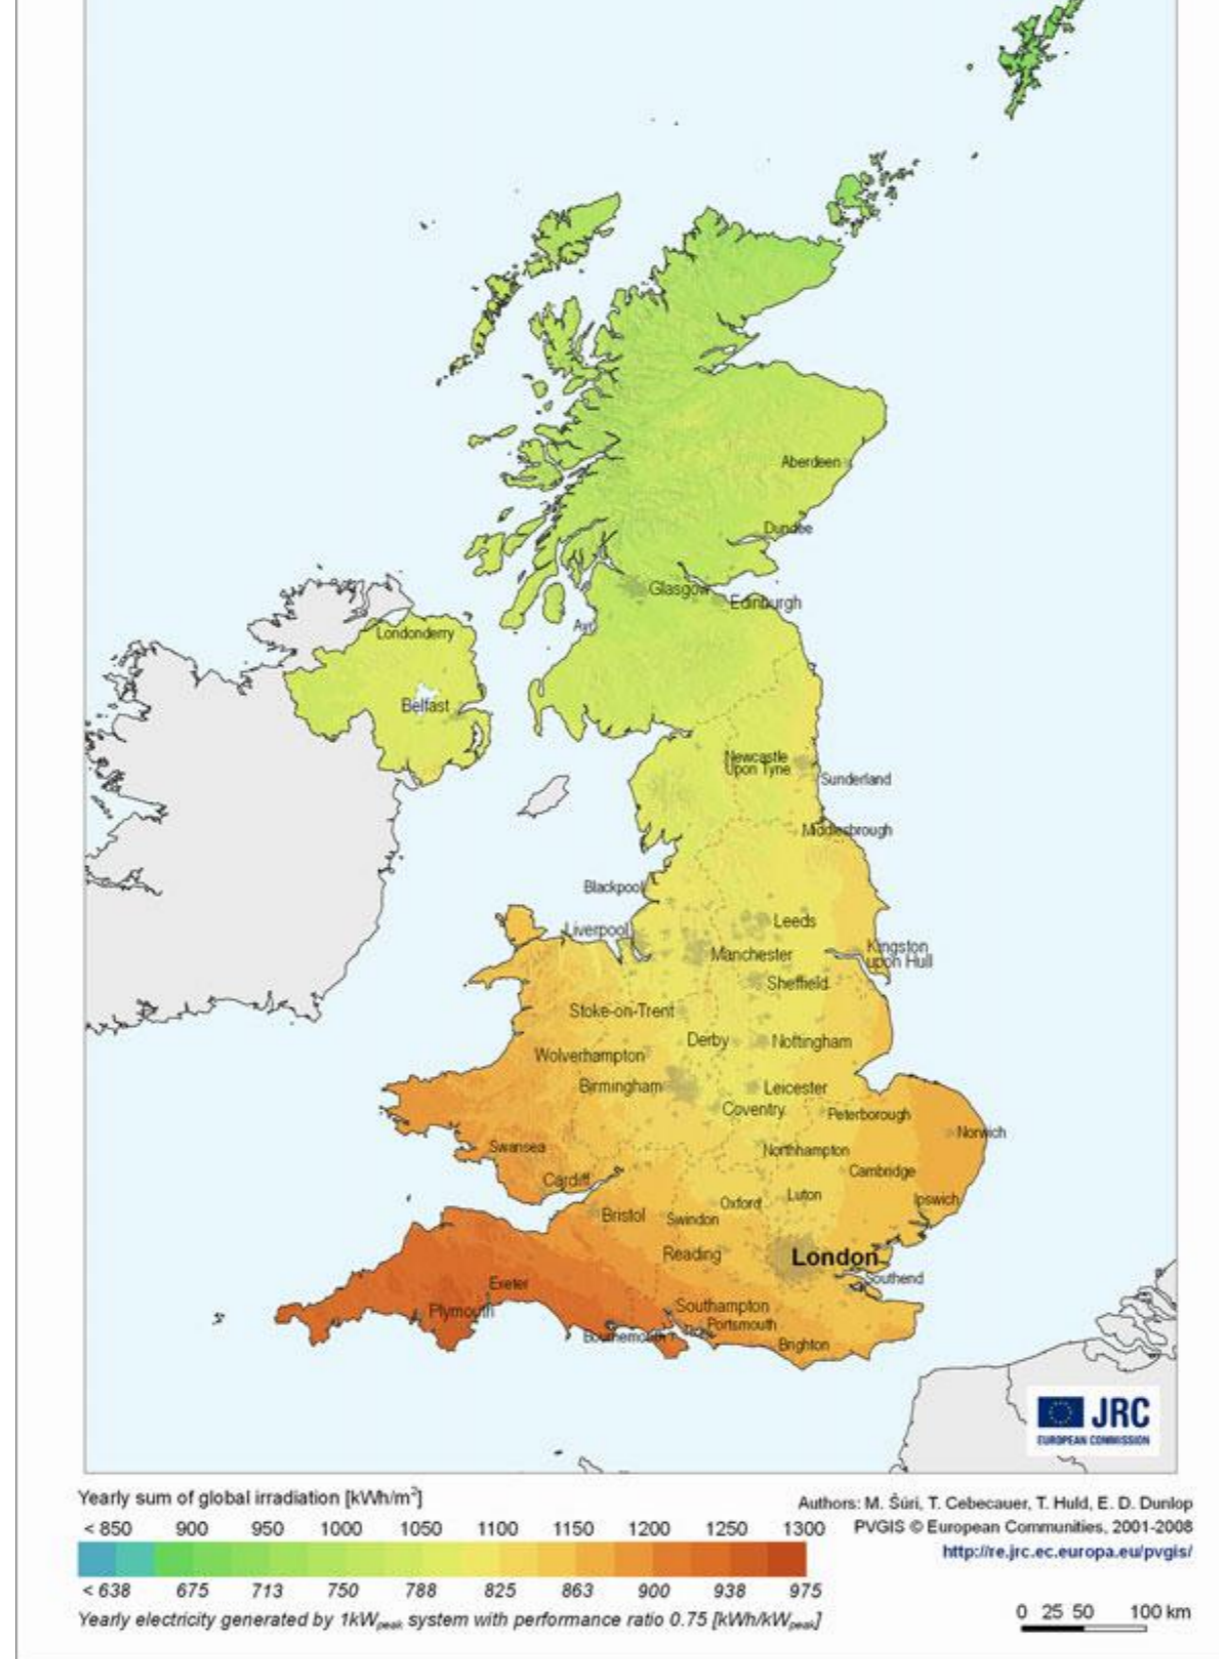 Aberdeen
Dundee
Glasgow
Edinburgh
Ayr
Londonderry
Belfast
Newcastle
Upon Tyne
Sunderland
Middlesbrough
Blackpool
Leeds
Liverpool
Manchester
Kingston
upon Hull
Sheffield
Stoke-on-Trent
Derby
Nottingham
Wolverhampton
Birmingham
Leicester
Coventry
Peterborough
Norwich
Swansea
Northhampton
Cambridge
Cardiff
Oxford
Luton
Ipswich
Bristol
Swindon
Reading
London
Southend
Exeter
Plymouth
Southampton
Portsmouth
Bournemouth
Brighton
JRC
EUROPEAN COMMISSION
Yearly sum of global irradiation [kWh/m²]
< 850 900 950 1000 1050 1100 1150 1200 1250 1300
< 638 675 713 750 788 825 863 900 938 975
Yearly electricity generated by 1kWpeak system with performance ratio 0.75 [kWh/kWpeak]
Authors: M. Šúri, T. Cebecauer, T. Huld, E. D. Dunlop
PVGIS © European Communities, 2001-2008
http://re.jrc.ec.europa.eu/pvgis/
0 25 50 100 km